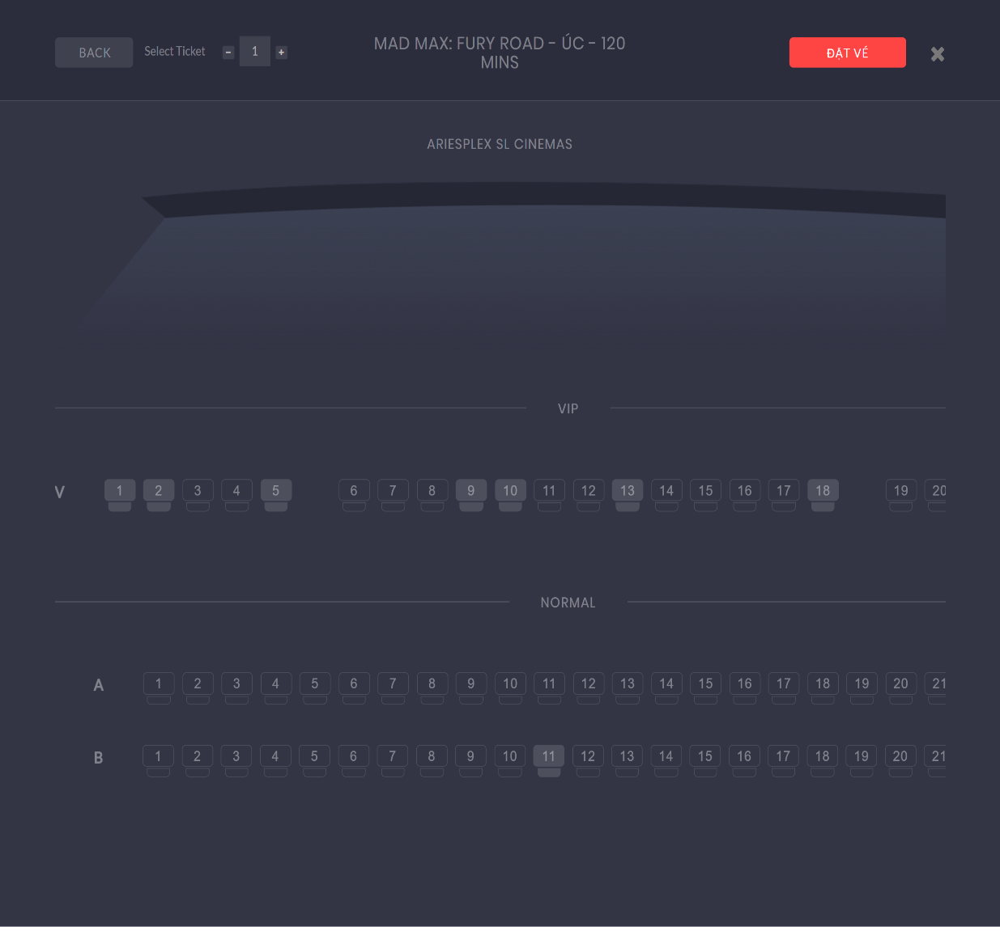 BACK
Select Ticket - 1 +
MAD MAX: FURY ROAD - ÚC - 120
MINS
ĐẶT VÉ
ARIESPLEX SL CINEMAS
VIP
V 1 2 3 4 5 6 7 8 9 10 11 12 13 14 15 16 17 18 19 20
NORMAL
A 1 2 3 4 5 6 7 8 9 10 11 12 13 14 15 16 17 18 19 20 21
B 1 2 3 4 5 6 7 8 9 10 11 12 13 14 15 16 17 18 19 20 21